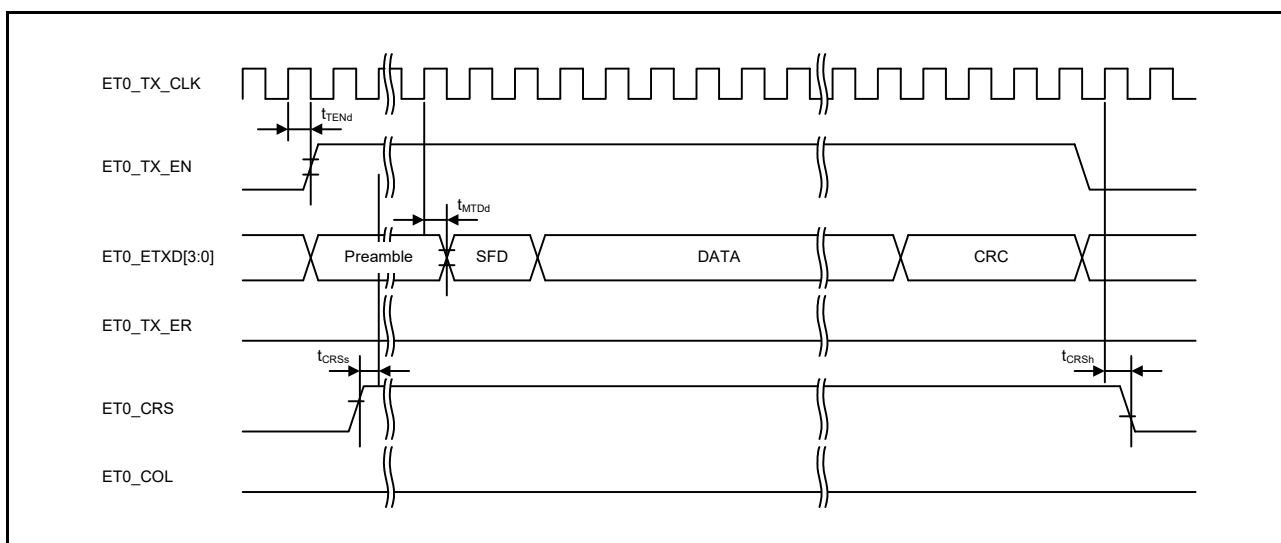 ET0_TX_CLK
tTENd
ET0_TX_EN
tMTDd
ET0_ETXD[3:0]
Preamble
SFD
DATA
CRC
ET0_TX_ER
tCRSs
tCRSh
ET0_CRS
ET0_COL